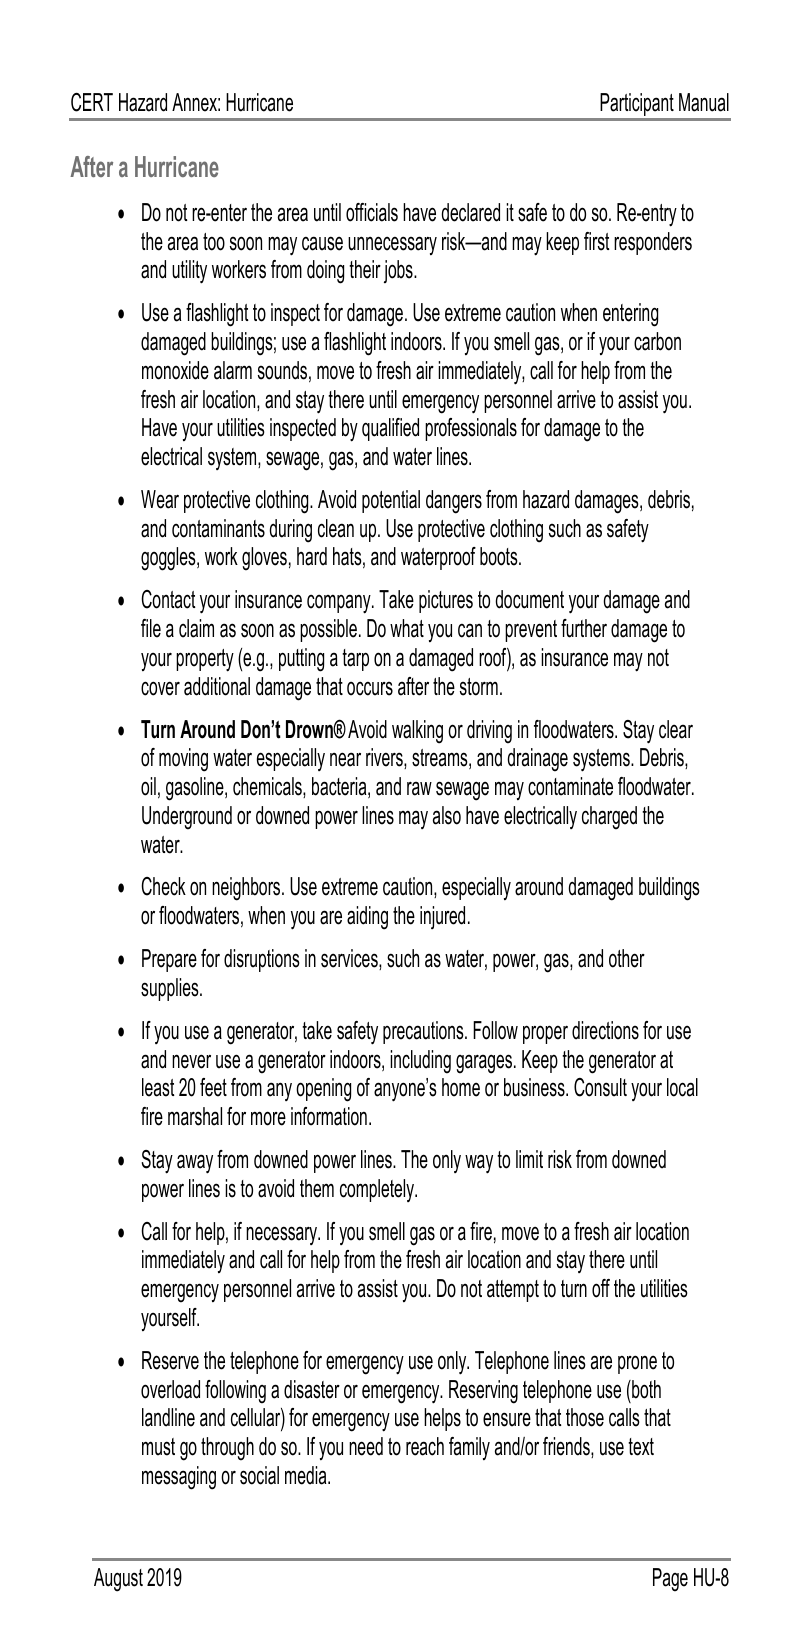 CERT Hazard Annex: Hurricane Participant Manual
After a Hurricane
• Do not re-enter the area until officials have declared it safe to do so. Re-entry to
the area too soon may cause unnecessary risk—and may keep first responders
and utility workers from doing their jobs.
• Use a flashlight to inspect for damage. Use extreme caution when entering
damaged buildings; use a flashlight indoors. If you smell gas, or if your carbon
monoxide alarm sounds, move to fresh air immediately, call for help from the
fresh air location, and stay there until emergency personnel arrive to assist you.
Have your utilities inspected by qualified professionals for damage to the
electrical system, sewage, gas, and water lines.
• Wear protective clothing. Avoid potential dangers from hazard damages, debris,
and contaminants during clean up. Use protective clothing such as safety
goggles, work gloves, hard hats, and waterproof boots.
• Contact your insurance company. Take pictures to document your damage and
file a claim as soon as possible. Do what you can to prevent further damage to
your property (e.g., putting a tarp on a damaged roof), as insurance may not
cover additional damage that occurs after the storm.
• Turn Around Don’t Drown® Avoid walking or driving in floodwaters. Stay clear
of moving water especially near rivers, streams, and drainage systems. Debris,
oil, gasoline, chemicals, bacteria, and raw sewage may contaminate floodwater.
Underground or downed power lines may also have electrically charged the
water.
• Check on neighbors. Use extreme caution, especially around damaged buildings
or floodwaters, when you are aiding the injured.
• Prepare for disruptions in services, such as water, power, gas, and other
supplies.
• If you use a generator, take safety precautions. Follow proper directions for use
and never use a generator indoors, including garages. Keep the generator at
least 20 feet from any opening of anyone’s home or business. Consult your local
fire marshal for more information.
• Stay away from downed power lines. The only way to limit risk from downed
power lines is to avoid them completely.
• Call for help, if necessary. If you smell gas or a fire, move to a fresh air location
immediately and call for help from the fresh air location and stay there until
emergency personnel arrive to assist you. Do not attempt to turn off the utilities
yourself.
• Reserve the telephone for emergency use only. Telephone lines are prone to
overload following a disaster or emergency. Reserving telephone use (both
landline and cellular) for emergency use helps to ensure that those calls that
must go through do so. If you need to reach family and/or friends, use text
messaging or social media.
August 2019 Page HU-8